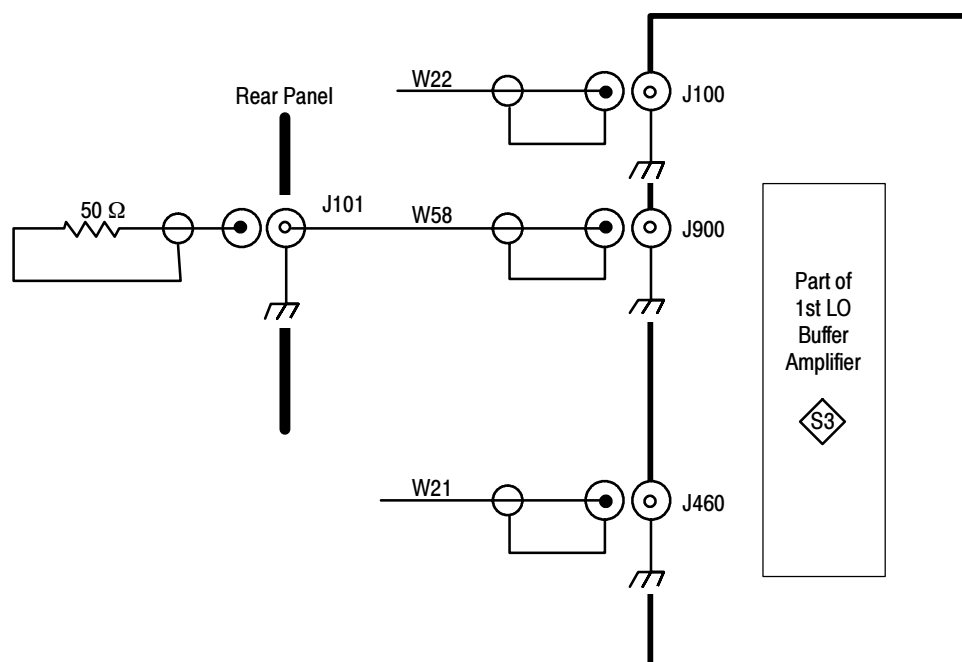 W22
J100
Rear Panel
50 Ω
J101
W58
J900
Part of
1st LO
Buffer
Amplifier
S3
W21
J460